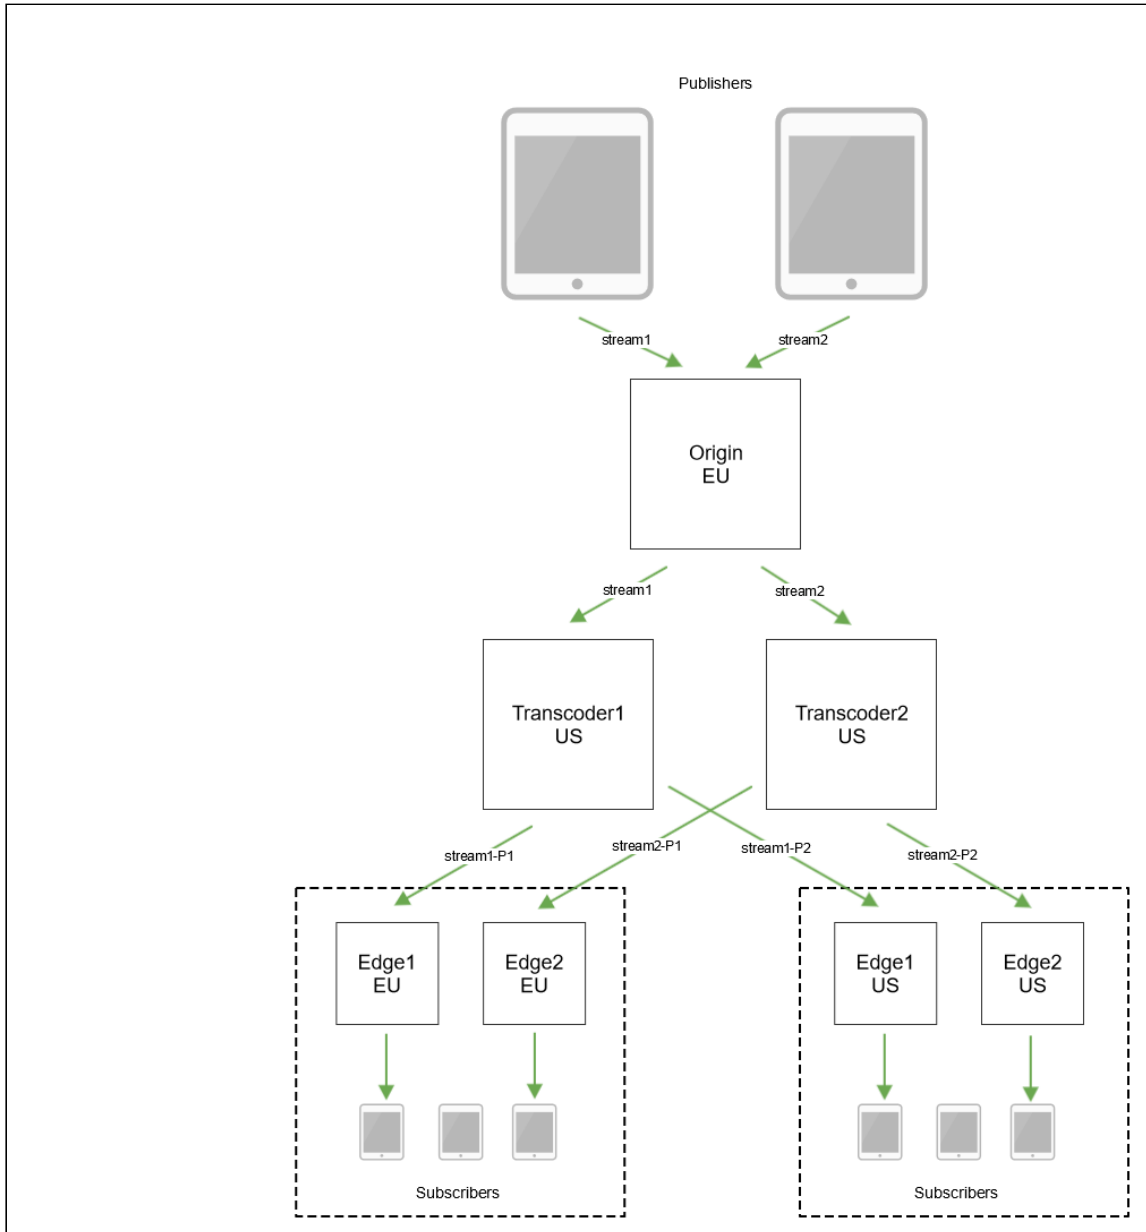 Publishers
stream1
stream2
Origin
EU
stream1
stream2
Transcoder1
US
Transcoder2
US
stream1-P1
stream2-P1
stream1-P2
stream2-P2
Edge1
EU
Edge2
EU
Edge1
US
Edge2
US
Subscribers
Subscribers